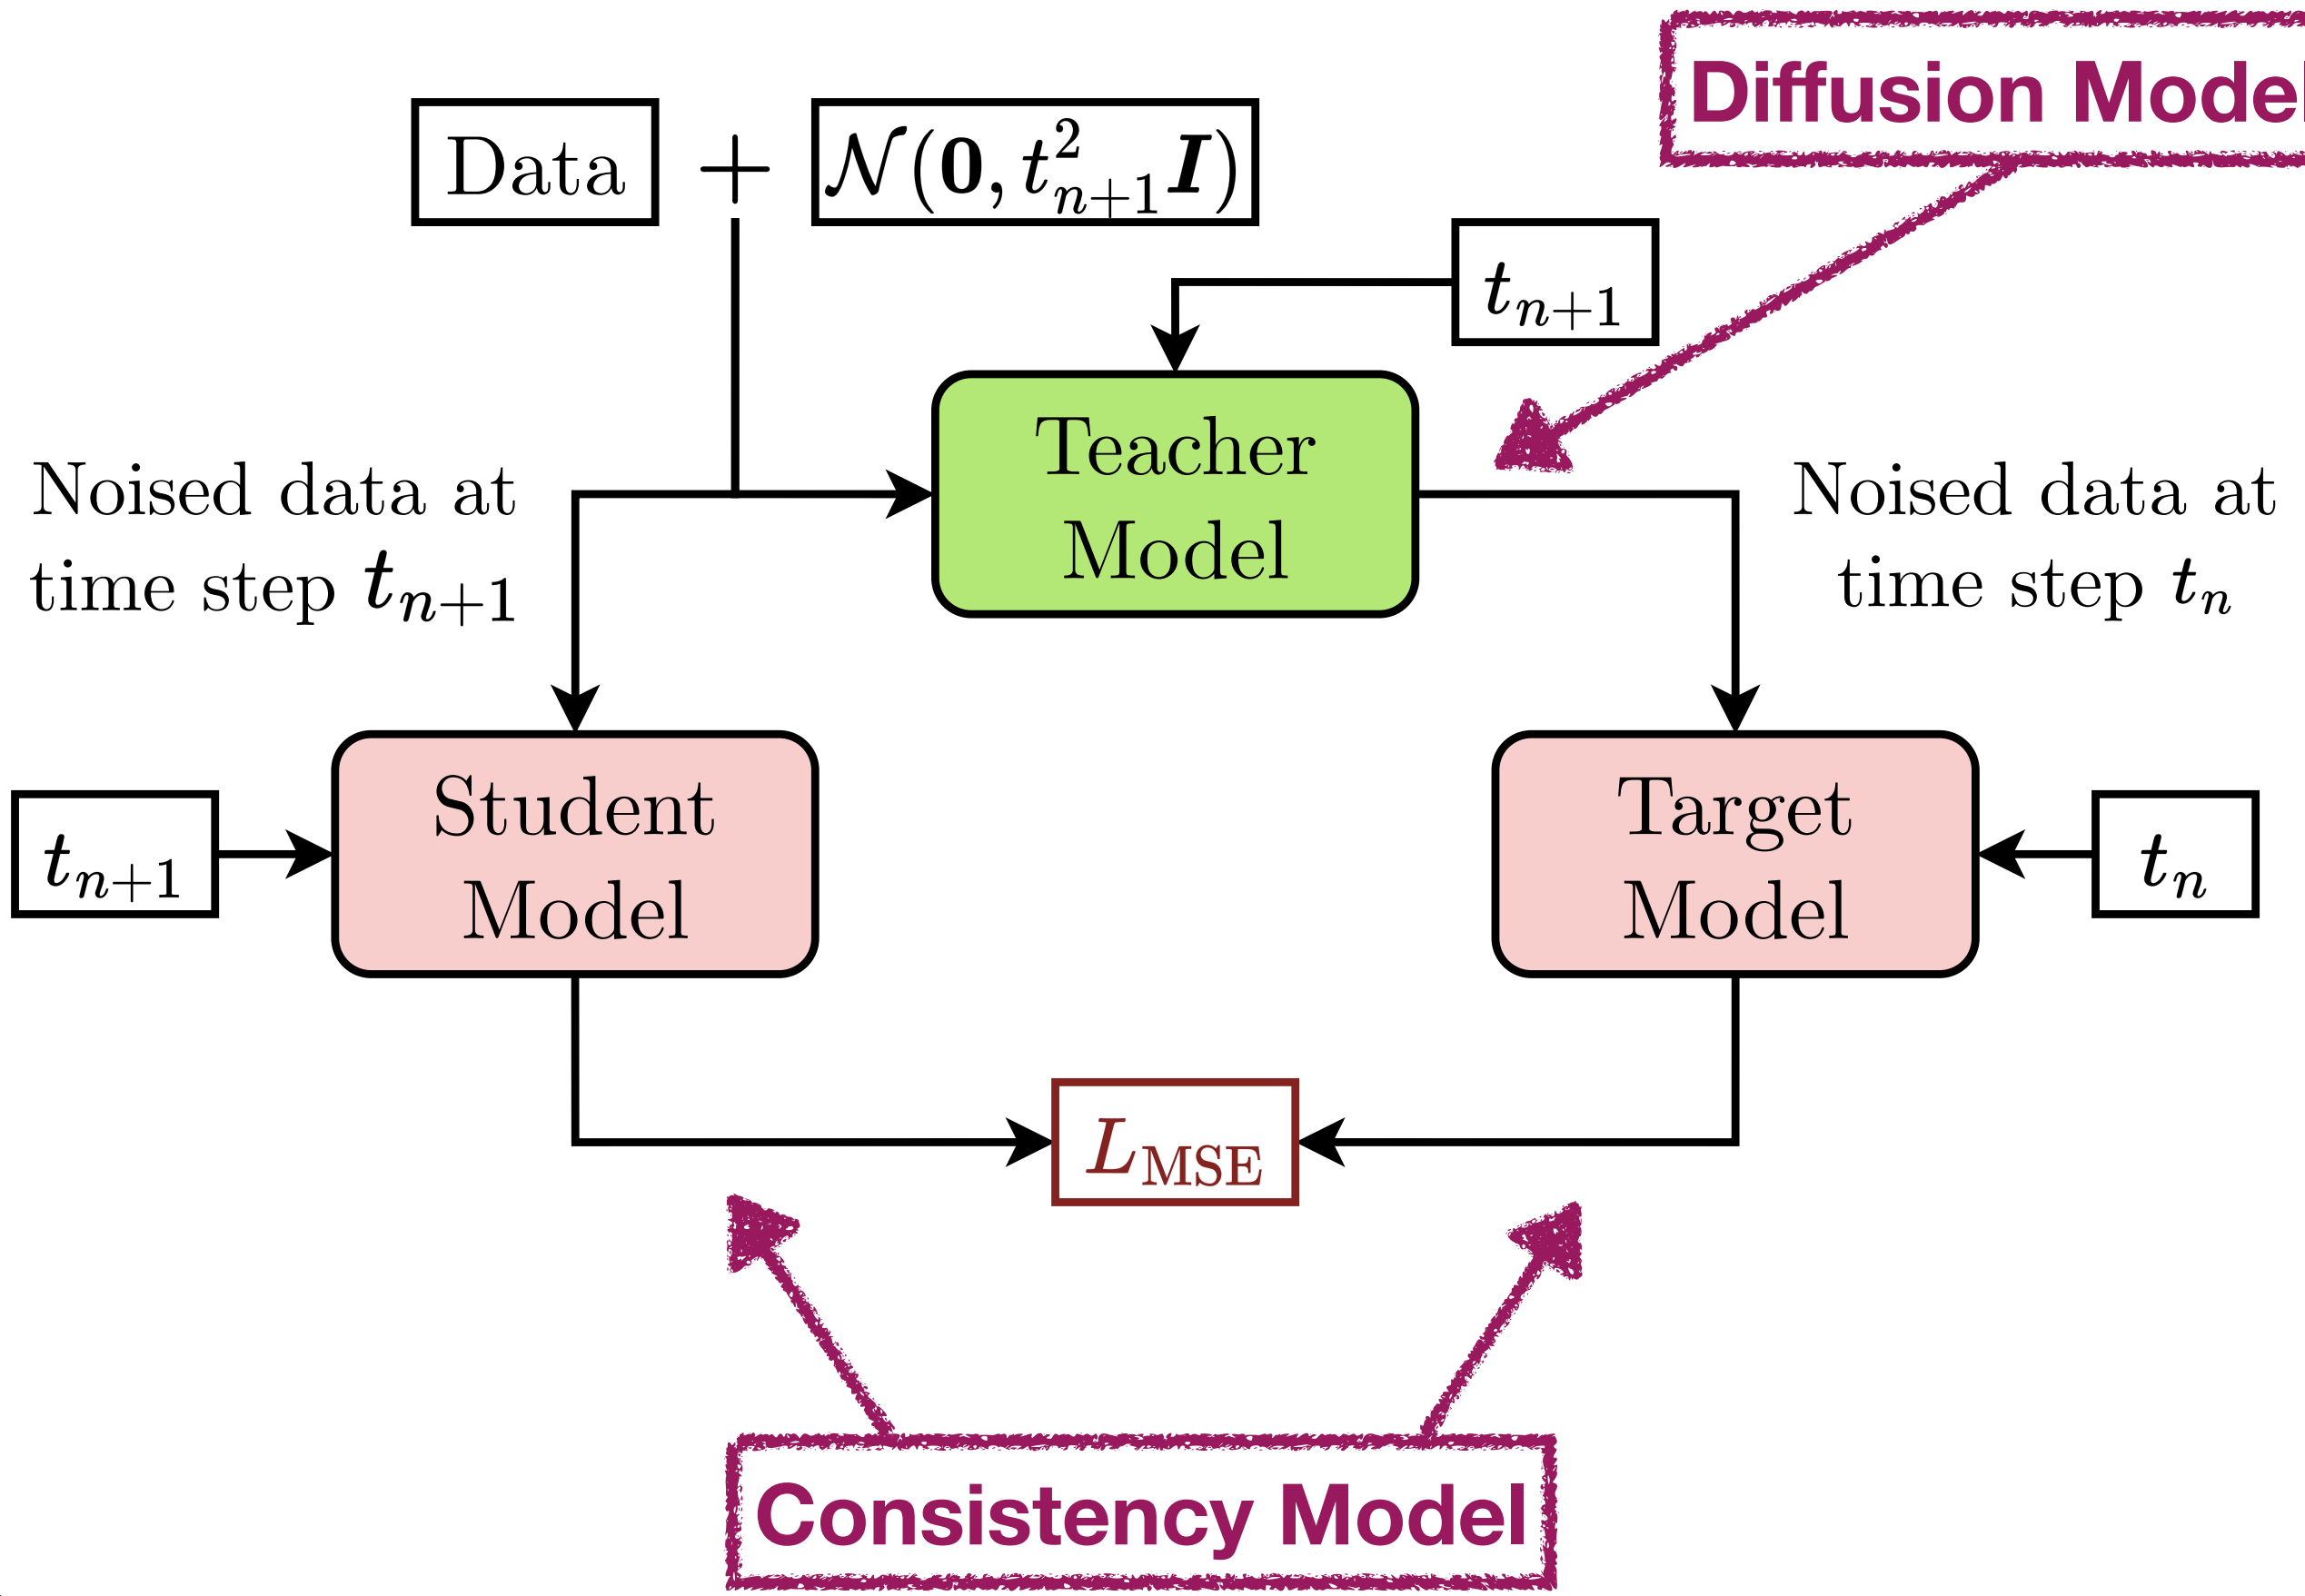 Diffusion Model
Data + 𝒩(𝟎, t²ₙ₊₁𝑰)
tₙ₊₁
Teacher
Model
Noised data at
time step tₙ₊₁
Noised data at
time step tₙ
Student
Model
Target
Model
tₙ₊₁
tₙ
L_MSE
Consistency Model